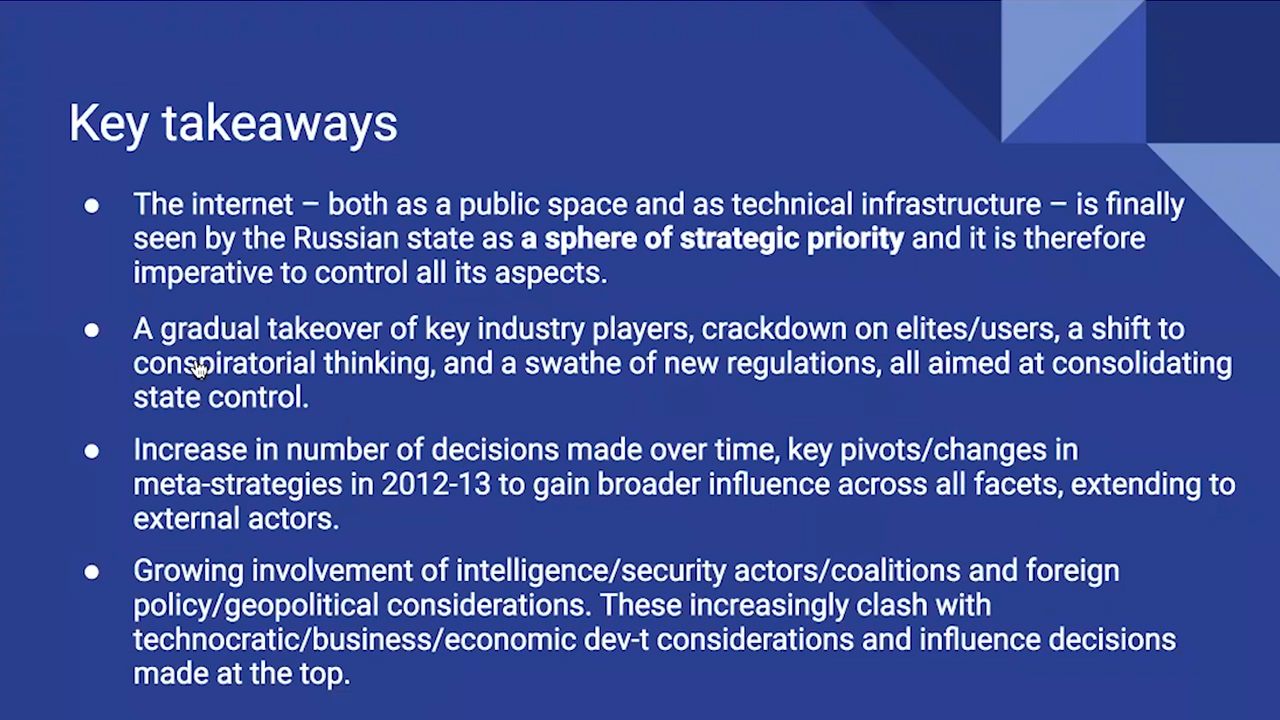 Key takeaways
● The internet – both as a public space and as technical infrastructure – is finally
seen by the Russian state as a sphere of strategic priority and it is therefore
imperative to control all its aspects.
● A gradual takeover of key industry players, crackdown on elites/users, a shift to
conspiratorial thinking, and a swathe of new regulations, all aimed at consolidating
state control.
● Increase in number of decisions made over time, key pivots/changes in
meta-strategies in 2012-13 to gain broader influence across all facets, extending to
external actors.
● Growing involvement of intelligence/security actors/coalitions and foreign
policy/geopolitical considerations. These increasingly clash with
technocratic/business/economic dev-t considerations and influence decisions
made at the top.